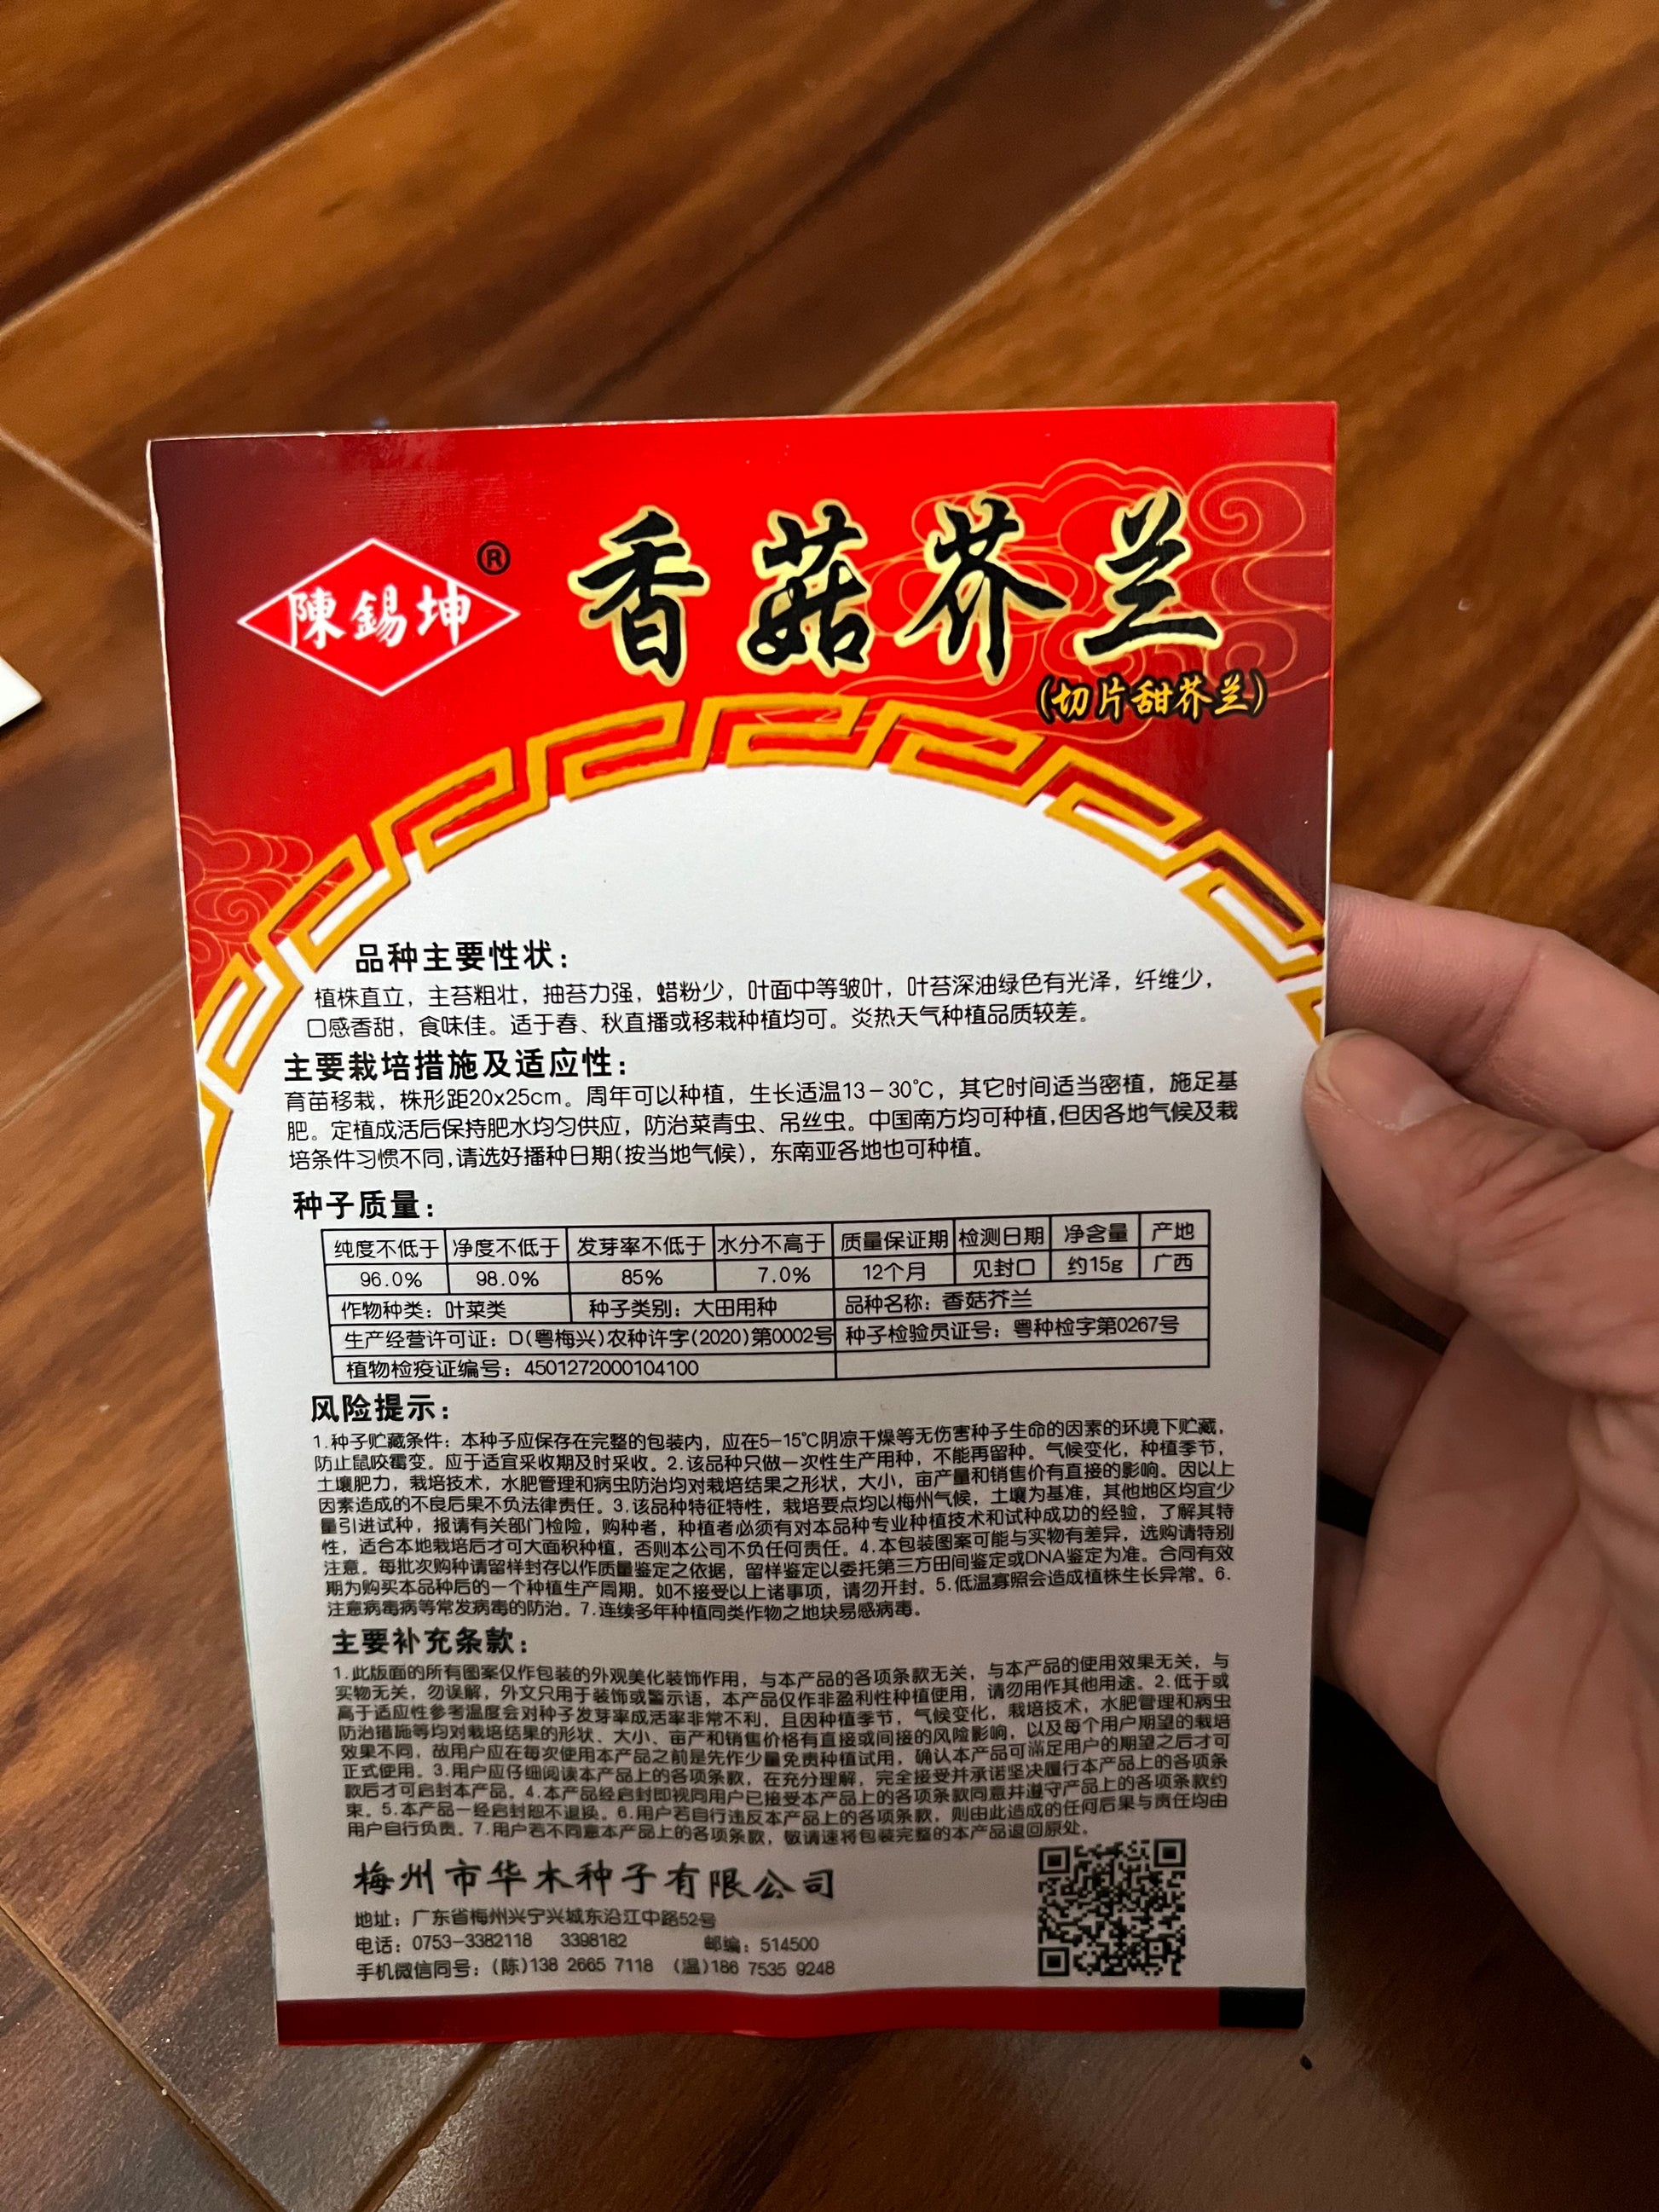 陳錫坤®
香菇芥兰
(切片甜芥兰)
品种主要性状：
植株直立，主苔粗壮，抽苔力强，蜡粉少，叶面中等皱叶，叶苔深油绿色有光泽，纤维少，
口感香甜，食味佳。适于春、秋直播或移栽种植均可。炎热天气种植品质较差。
主要栽培措施及适应性：
育苗移栽，株形距20x25cm。周年可以种植，生长适温13－30℃，其它时间适当密植，施足基
肥。定植成活后保持肥水均匀供应，防治菜青虫、吊丝虫。中国南方均可种植,但因各地气候及栽
培条件习惯不同,请选好播种日期(按当地气候)，东南亚各地也可种植。
种子质量：
纯度不低于 净度不低于 发芽率不低于 水分不高于 质量保证期 检测日期 净含量 产地
96.0% 98.0% 85% 7.0% 12个月 见封口 约15g 广西
作物种类：叶菜类 种子类别：大田用种 品种名称：香菇芥兰
生产经营许可证：D(粤梅兴)农种许字(2020)第0002号 种子检验员证号：粤种检字第0267号
植物检疫证编号：4501272000104100
风险提示：
1.种子贮藏条件：本种子应保存在完整的包装内，应在5-15℃阴凉干燥等无伤害种子生命的因素的环境下贮藏，
防止鼠咬霉变。应于适宜采收期及时采收。2.该品种只做一次性生产用种，不能再留种。气候变化，种植季节，
土壤肥力，栽培技术，水肥管理和病虫防治均对栽培结果之形状，大小，亩产量和销售价有直接的影响。因以上
因素造成的不良后果不负法律责任。3.该品种特征特性，栽培要点均以梅州气候，土壤为基准，其他地区均宜少
量引进试种，报请有关部门检险，购种者，种植者必须有对本品种专业种植技术和试种成功的经验，了解其特
性，适合本地栽培后才可大面积种植，否则本公司不负任何责任。4.本包装图案可能与实物有差异，选购请特别
注意。每批次购种请留样封存以作质量鉴定之依据，留样鉴定以委托第三方田间鉴定或DNA鉴定为准。合同有效
期为购买本品种后的一个种植生产周期。如不接受以上诸事项，请勿开封。5.低温寡照会造成植株生长异常。6.
注意病毒病等常发病毒的防治。7.连续多年种植同类作物之地块易感病毒。
主要补充条款：
1.此版面的所有图案仅作包装的外观美化装饰作用，与本产品的各项条款无关，与本产品的使用效果无关，与
实物无关，勿误解，外文只用于装饰或警示语，本产品仅作非盈利性种植使用，请勿用作其他用途。2.低于或
高于适应性参考温度会对种子发芽率成活率非常不利，且因种植季节，气候变化，栽培技术，水肥管理和病虫
防治措施等均对栽培结果的形状、大小、亩产和销售价格有直接或间接的风险影响，以及每个用户期望的栽培
效果不同，故用户应在每次使用本产品之前是先作少量免责种植试用，确认本产品可满足用户的期望之后才可
正式使用。3.用户应仔细阅读本产品上的各项条款，在充分理解，完全接受并承诺坚决履行本产品上的各项条
款后才可启封本产品。4.本产品经启封即视同用户已接受本产品上的各项条款同意并遵守产品上的各项条款约
束。5.本产品一经启封恕不退换。6.用户若自行违反本产品上的各项条款，则由此造成的任何后果与责任均由
用户自行负责。7.用户若不同意本产品上的各项条款，敬请速将包装完整的本产品退回原处。
梅州市华木种子有限公司
地址：广东省梅州兴宁兴城东沿江中路52号
电话：0753-3382118 3398182 邮编：514500
手机微信同号：(陈)138 2665 7118 (温)186 7535 9248